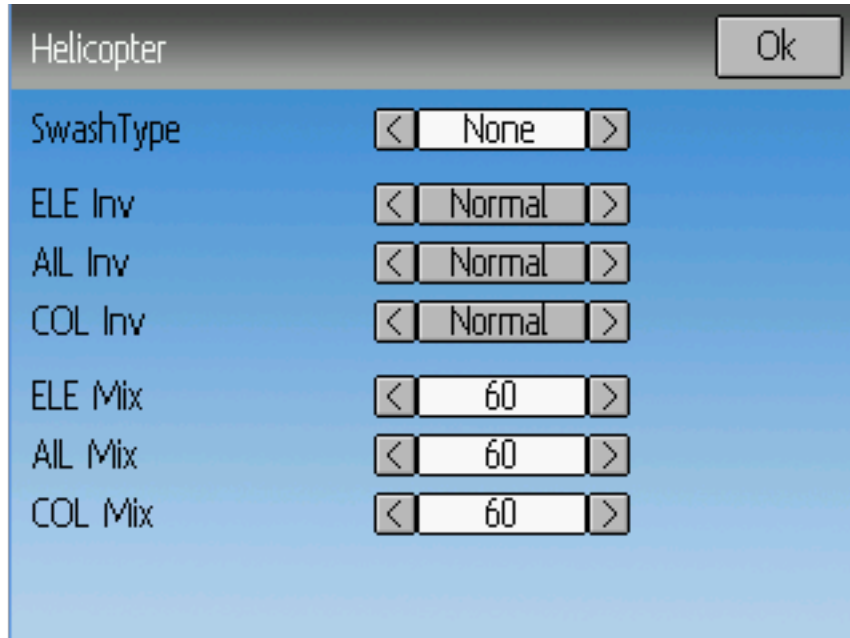 Helicopter Ok
SwashType < None >
ELE Inv < Normal >
AIL Inv < Normal >
COL Inv < Normal >
ELE Mix < 60 >
AIL Mix < 60 >
COL Mix < 60 >